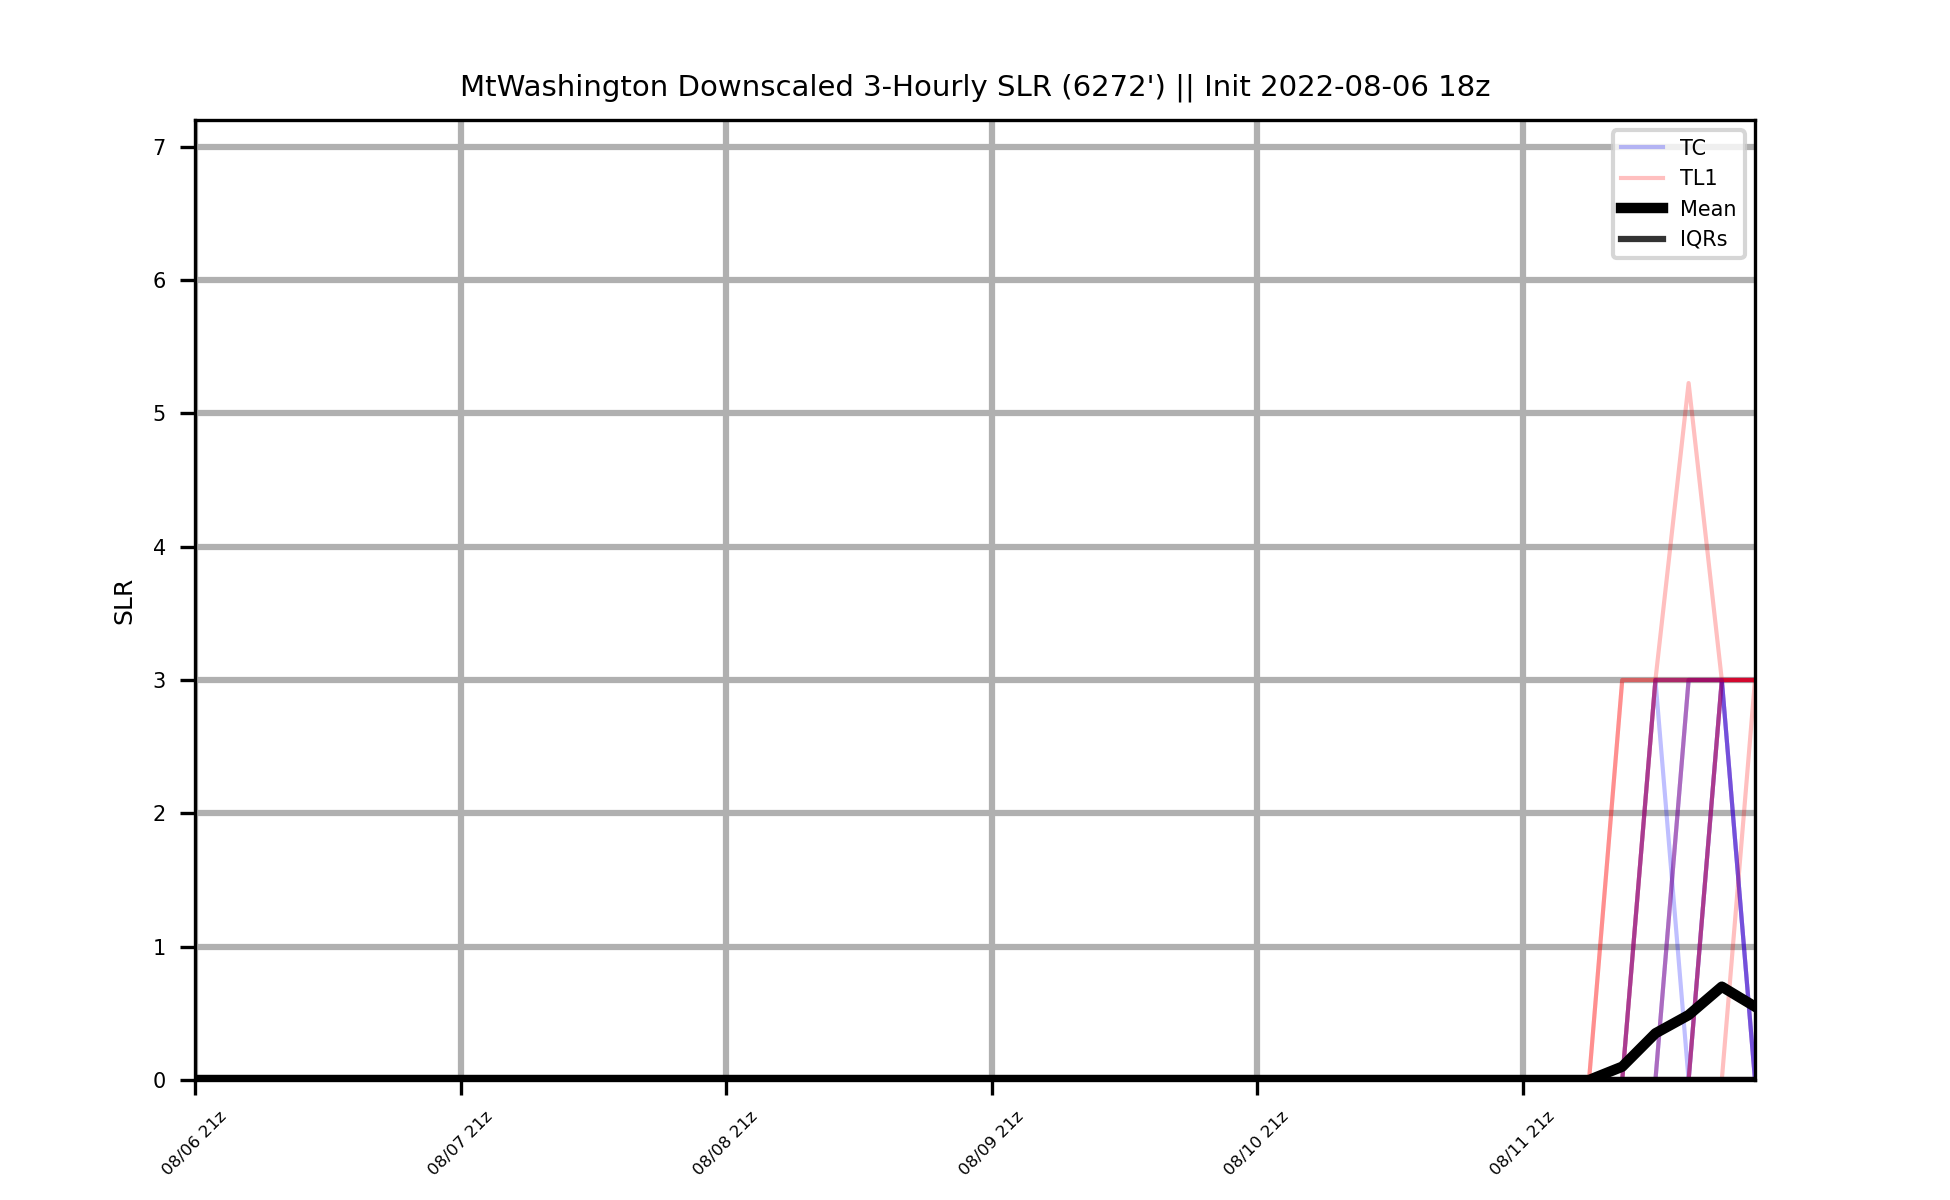 MtWashington Downscaled 3-Hourly SLR (6272') || Init 2022-08-06 18z
TC
TL1
Mean
IQRs
7
6
5
4
3
2
1
0
SLR
08/06 21z
08/07 21z
08/08 21z
08/09 21z
08/10 21z
08/11 21z